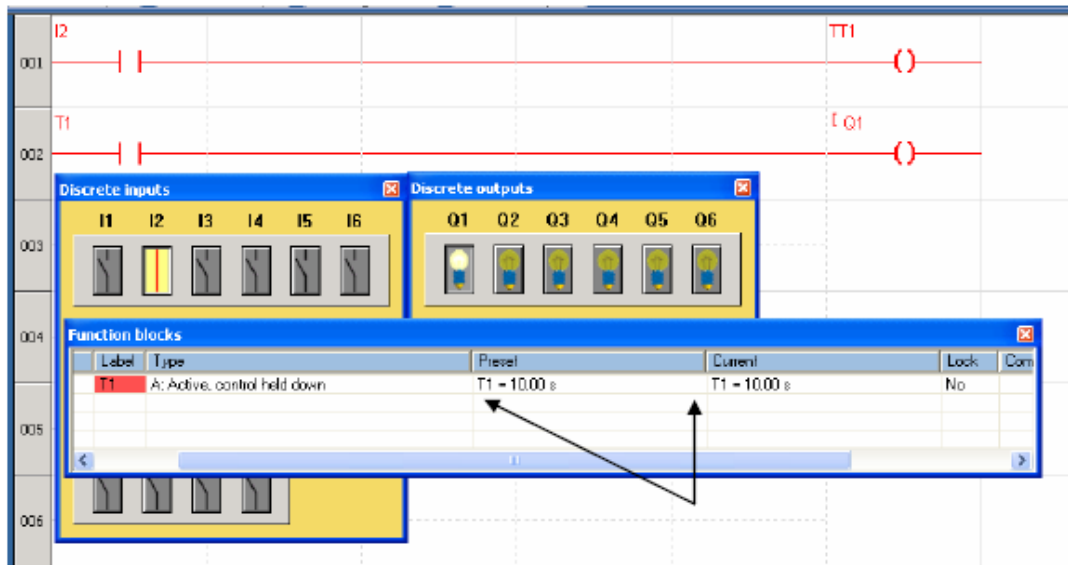 I2 TT1
001
T1 [ Q1
002
Discrete inputs
I1 I2 I3 I4 I5 I6
Discrete outputs
Q1 Q2 Q3 Q4 Q5 Q6
003
004
Function blocks
Label Type Preset Current Lock Com
T1 A: Active, control held down T1 = 10.00 s T1 = 10.00 s No
005
006